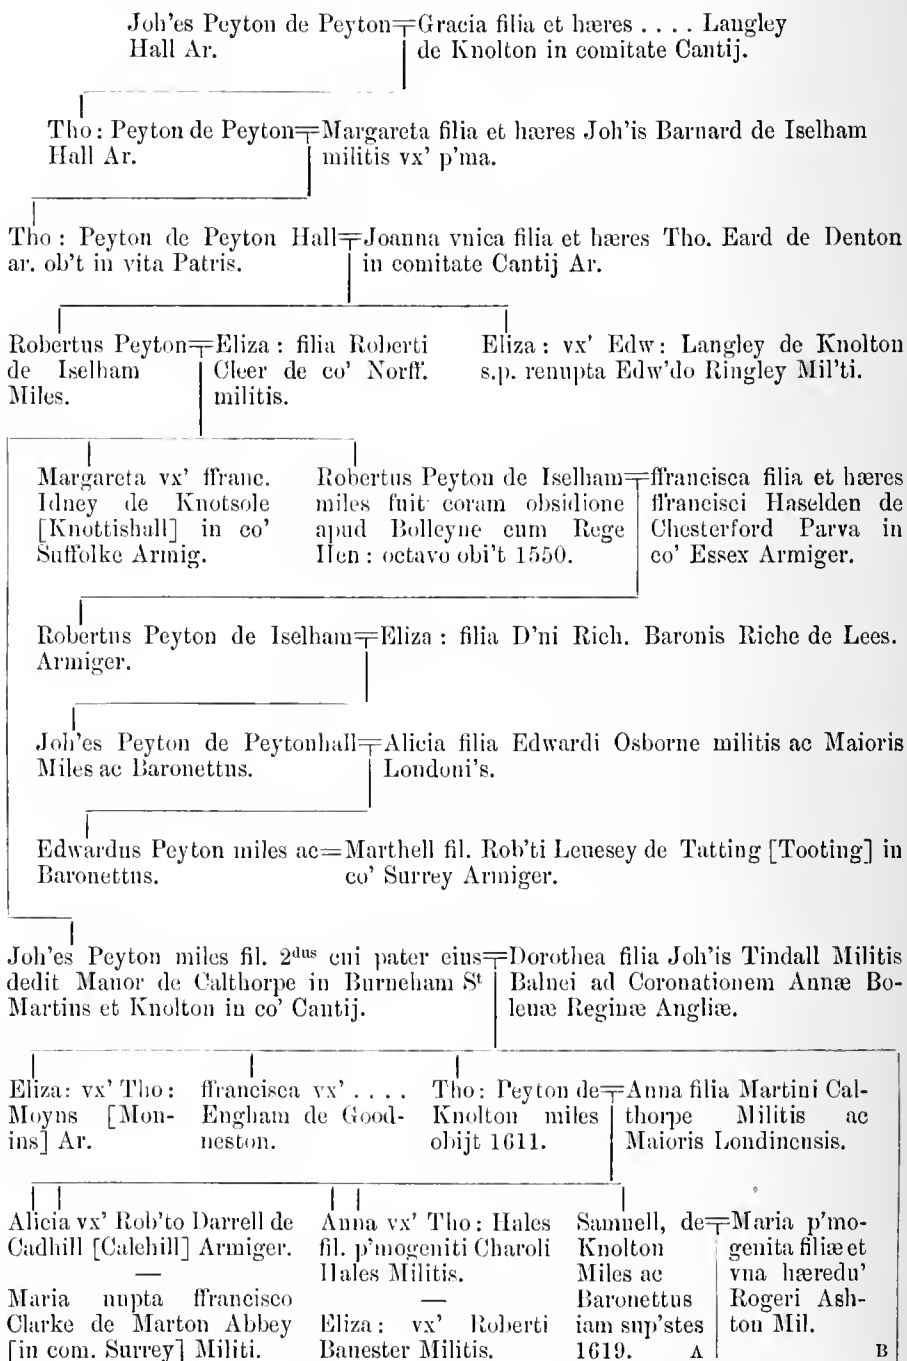 Joh'es Peyton de Peyton=Gracia filia et hæres . . . . Langley
Hall Ar. de Knolton in comitate Cantij.
Tho: Peyton de Peyton=Margareta filia et hæres Joh'is Barnard de Iselham
Hall Ar. militis vx' p'ma.
Tho: Peyton de Peyton Hall=Joanna vnica filia et hæres Tho. Eard de Denton
ar. ob't in vita Patris. in comitate Cantij Ar.
Robertus Peyton=Eliza: filia Roberti
de Iselham Cleer de co' Norff.
Miles. militis.
Eliza: vx' Edw: Langley de Knolton
s.p. renupta Edw'do Ringley Mil'ti.
Margareta vx' ffranc.
Idney de Knotsole
[Knottishall] in co'
Suffolke Armig.
Robertus Peyton de Iselham=ffrancisca filia et hæres
miles fuit coram obsidione ffrancisci Haselden de
apud Bolleyne cum Rege Chesterford Parva in
Hen: octavo obi't 1550. co' Essex Armiger.
Robertus Peyton de Iselham=Eliza: filia D'ni Rich. Baronis Riche de Lees.
Armiger.
Joh'es Peyton de Peytonhall=Alicia filia Edwardi Osborne militis ac Maioris
Miles ac Baronettus. Londoni's.
Edwardus Peyton miles ac=Marthell fil. Rob'ti Leuesey de Tatting [Tooting] in
Baronettus. co' Surrey Armiger.
Joh'es Peyton miles fil. 2dus cui pater eius=Dorothea filia Joh'is Tindall Militis
dedit Manor de Calthorpe in Burneham St Balnei ad Coronationem Annæ Bo-
Martins et Knolton in co' Cantij. lenæ Reginæ Angliæ.
Eliza: vx' Tho:
Moyns [Mon-
ins] Ar.
ffrancisca vx' . . . .
Engham de Good-
neston.
Tho: Peyton de=Anna filia Martini Cal-
Knolton miles thorpe Militis ac
obijt 1611. Maioris Londinensis.
Alicia vx' Rob'to Darrell de
Cadhill [Calehill] Armiger.
—
Maria nupta ffrancisco
Clarke de Marton Abbey
[in com. Surrey] Militi.
Anna vx' Tho: Hales
fil. p'mogeniti Charoli
Hales Militis.
—
Eliza: vx' Roberti
Banester Militis.
Samuell, de=Maria p'mo-
Knolton genita filiæ et
Miles ac vna hæredu'
Baronettus Rogeri Ash-
iam sup'stes ton Mil.
1619. A B